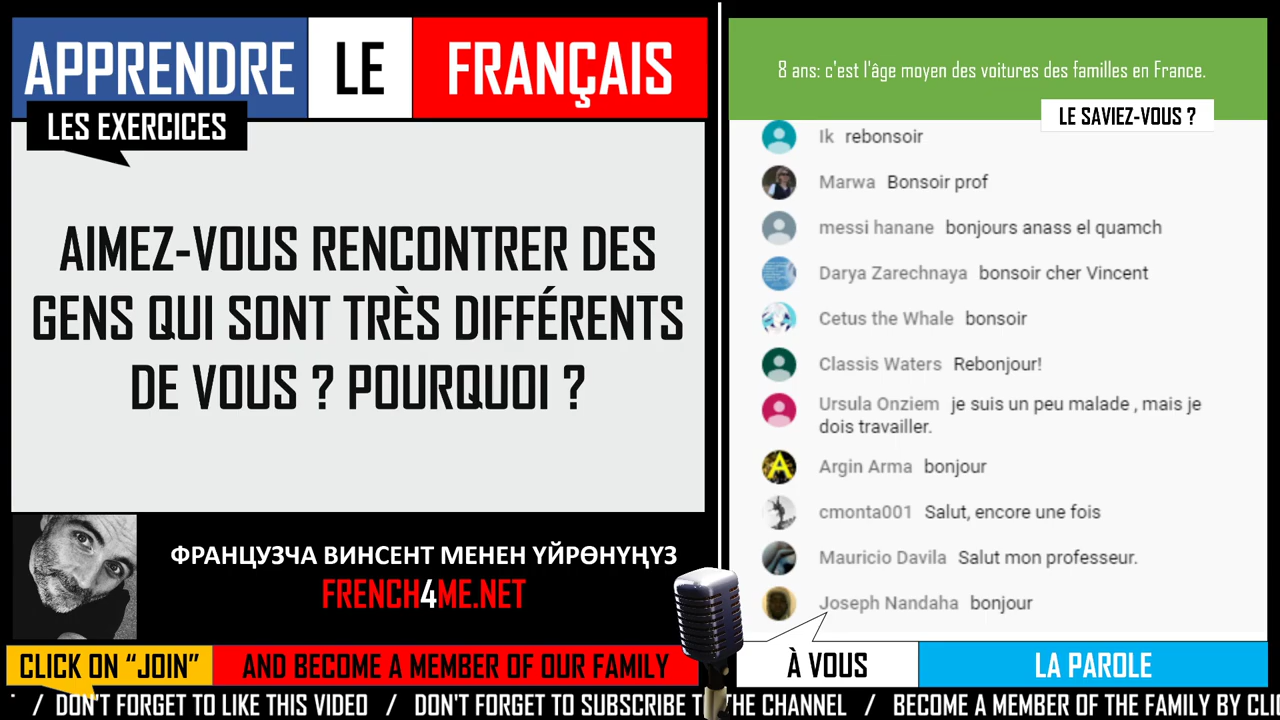 APPRENDRE LE FRANÇAIS
LES EXERCICES
AIMEZ-VOUS RENCONTRER DES
GENS QUI SONT TRÈS DIFFÉRENTS
DE VOUS ? POURQUOI ?
ФРАНЦУЗЧА ВИНСЕНТ МЕНЕН ҮЙРӨНҮҢҮЗ
FRENCH4ME.NET
CLICK ON “JOIN” AND BECOME A MEMBER OF OUR FAMILY
8 ans: c'est l'âge moyen des voitures des familles en France.
LE SAVIEZ-VOUS ?
Ik rebonsoir
Marwa Bonsoir prof
messi hanane bonjours anass el quamch
Darya Zarechnaya bonsoir cher Vincent
Cetus the Whale bonsoir
Classis Waters Rebonjour!
Ursula Onziem je suis un peu malade , mais je
dois travailler.
Argin Arma bonjour
cmonta001 Salut, encore une fois
Mauricio Davila Salut mon professeur.
Joseph Nandaha bonjour
À VOUS LA PAROLE
/ DON'T FORGET TO LIKE THIS VIDEO / DON'T FORGET TO SUBSCRIBE THE CHANNEL / BECOME A MEMBER OF THE FAMILY BY